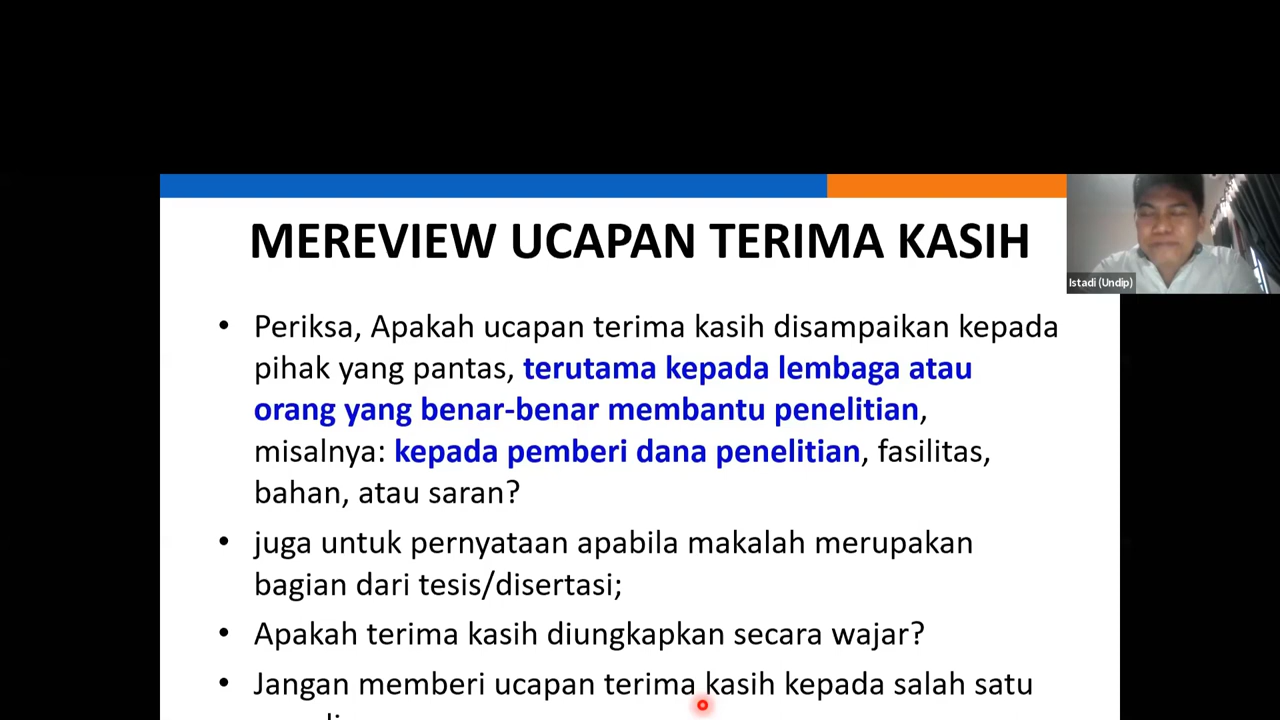 MEREVIEW UCAPAN TERIMA KASIH
Istadi (Undip)
• Periksa, Apakah ucapan terima kasih disampaikan kepada
pihak yang pantas, terutama kepada lembaga atau
orang yang benar-benar membantu penelitian,
misalnya: kepada pemberi dana penelitian, fasilitas,
bahan, atau saran?
• juga untuk pernyataan apabila makalah merupakan
bagian dari tesis/disertasi;
• Apakah terima kasih diungkapkan secara wajar?
• Jangan memberi ucapan terima kasih kepada salah satu